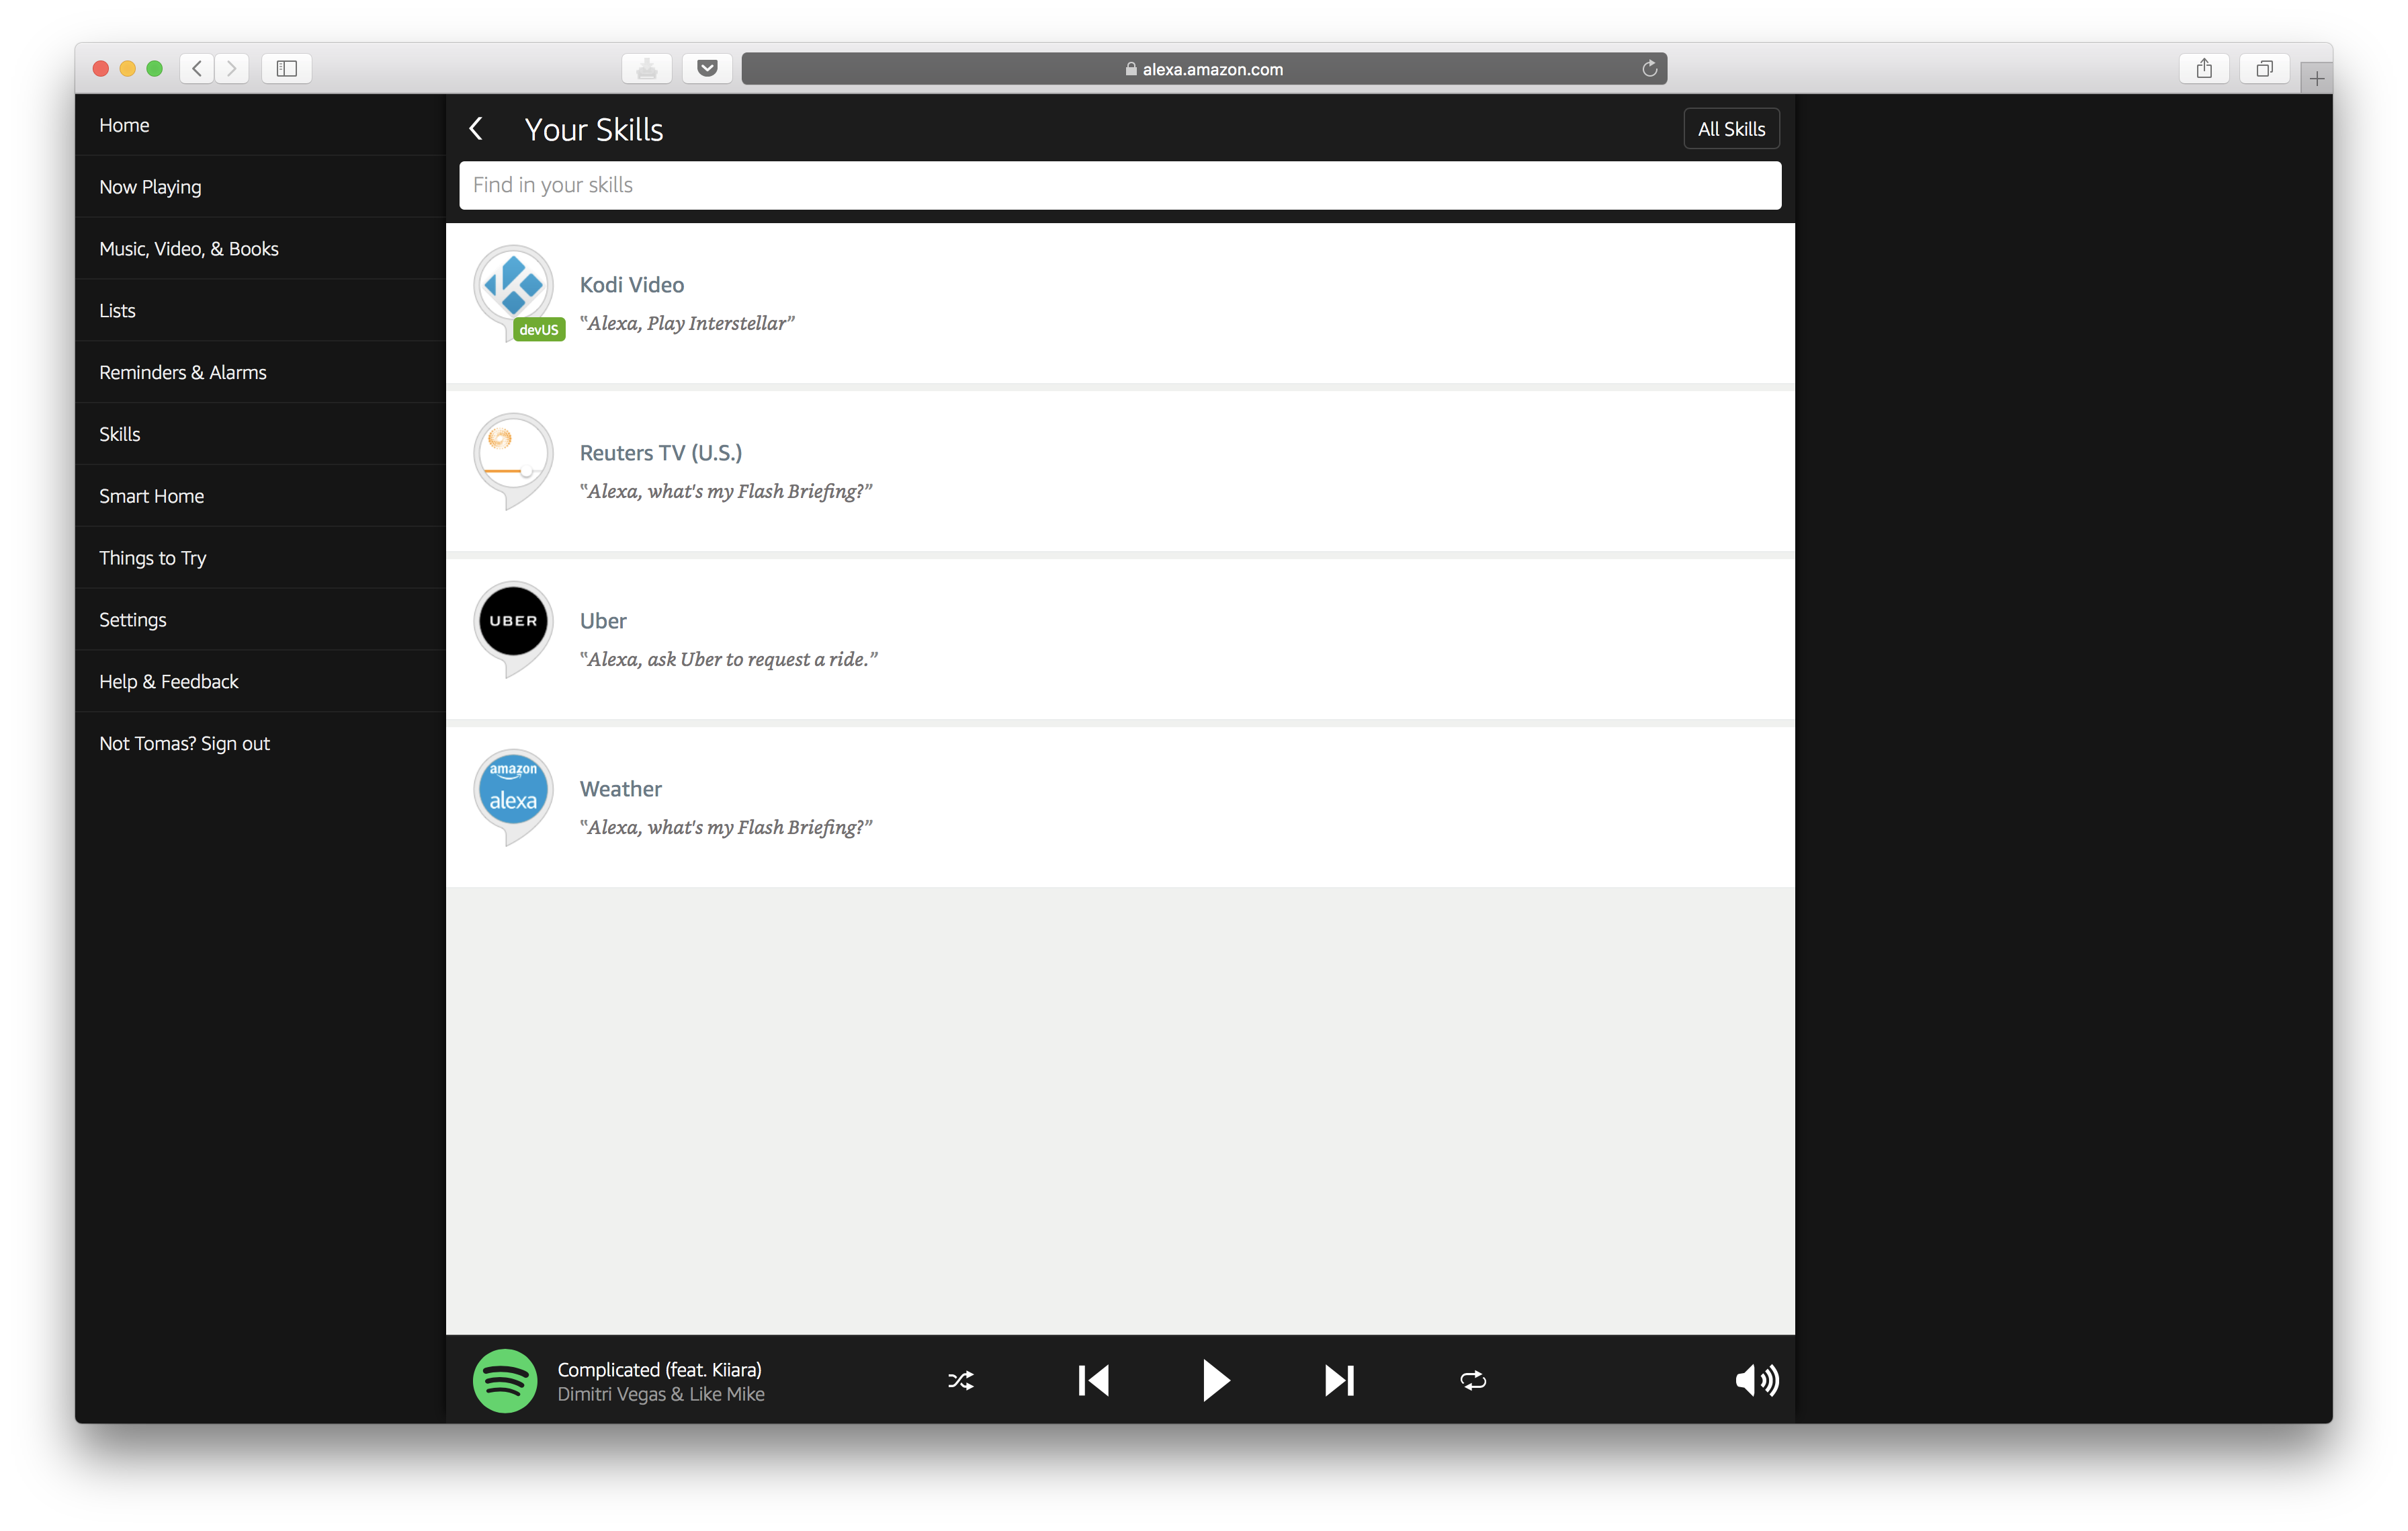 alexa.amazon.com
Home
Now Playing
Music, Video, & Books
Lists
Reminders & Alarms
Skills
Smart Home
Things to Try
Settings
Help & Feedback
Not Tomas? Sign out
Your Skills
All Skills
Find in your skills
devUS
Kodi Video
“Alexa, Play Interstellar”
Reuters TV (U.S.)
“Alexa, what's my Flash Briefing?”
UBER
Uber
“Alexa, ask Uber to request a ride.”
amazon
alexa
Weather
“Alexa, what's my Flash Briefing?”
Complicated (feat. Kiiara)
Dimitri Vegas & Like Mike